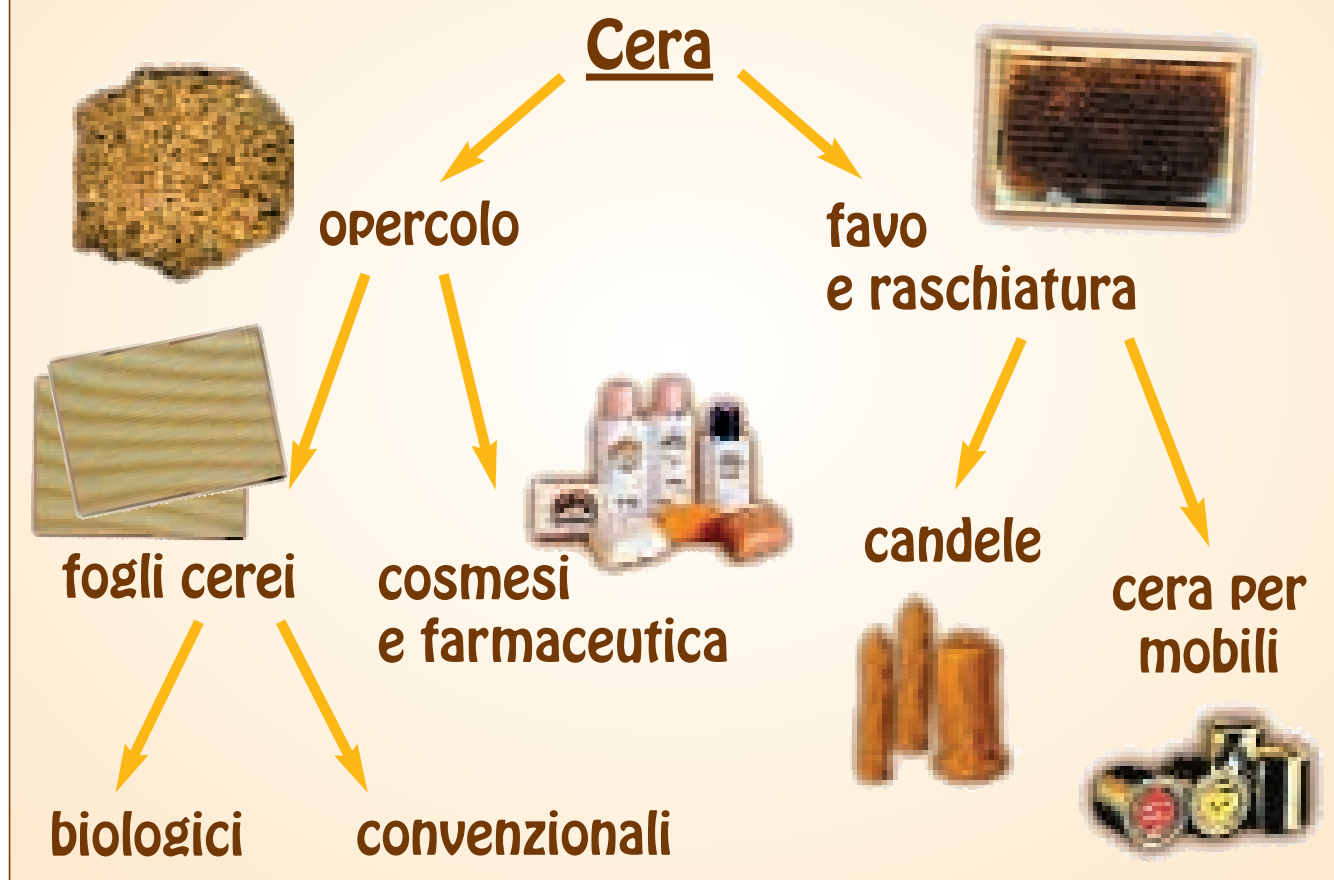 Cera
opercolo
favo
e raschiatura
fogli cerei
cosmesi
e farmaceutica
candele
cera per
mobili
biologici
convenzionali